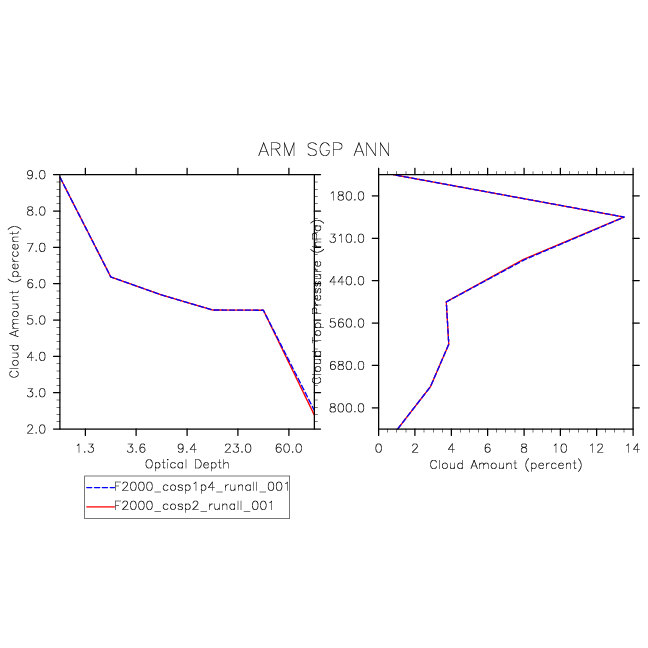 ARM SGP ANN
Cloud Amount (percent)
9.0
8.0
7.0
6.0
5.0
4.0
3.0
2.0
1.3 3.6 9.4 23.0 60.0
Optical Depth
Cloud Top Pressure (hPa)
180.0
310.0
440.0
560.0
680.0
800.0
0 2 4 6 8 10 12 14
Cloud Amount (percent)
F2000_cosp1p4_runall_001
F2000_cosp2_runall_001